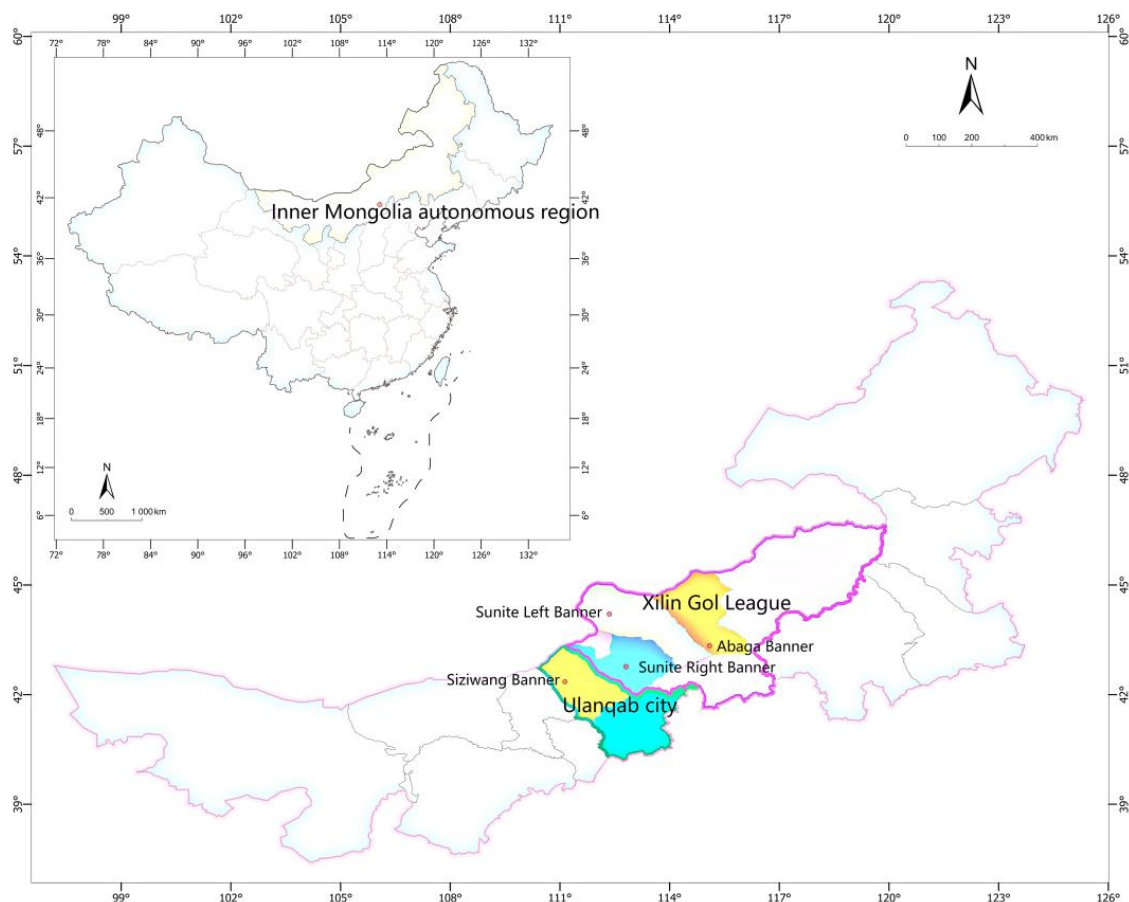 99° 102° 105° 108° 111° 114° 117° 120° 123° 126°
60° 60°
72° 78° 84° 90° 96° 102° 108° 114° 120° 126° 132°
N
0 100 200 400 km
48° 48°
57° 57°
42° 42°
Inner Mongolia autonomous region
54° 54°
36° 36°
30° 30°
51° 51°
24° 24°
18° 18°
48° 48°
12° 12°
N
0 500 1 000 km
6° 6°
72° 78° 84° 90° 96° 102° 108° 114° 120° 126° 132°
45° 45°
Xilin Gol League
Sunite Left Banner
Abaga Banner
Sunite Right Banner
Siziwang Banner
42° 42°
Ulanqab city
39° 39°
99° 102° 105° 108° 111° 114° 117° 120° 123° 126°